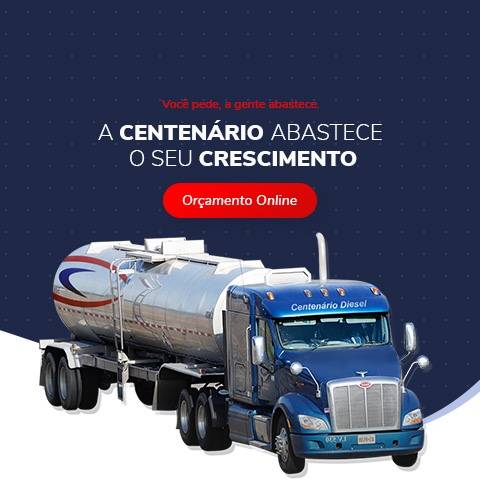 Você pede, a gente abastece.
A CENTENÁRIO ABASTECE
O SEU CRESCIMENTO
Orçamento Online
Centenário Diesel